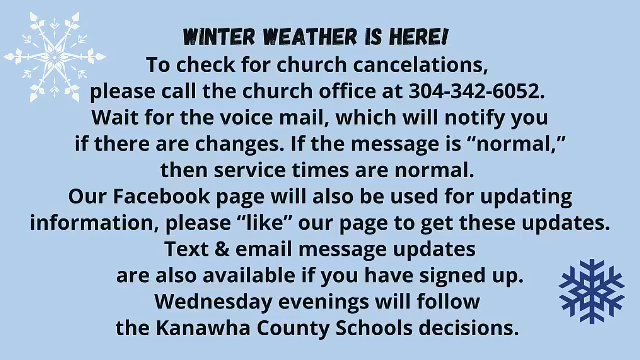 WINTER WEATHER IS HERE!
To check for church cancelations,
please call the church office at 304-342-6052.
Wait for the voice mail, which will notify you
if there are changes. If the message is “normal,”
then service times are normal.
Our Facebook page will also be used for updating
information, please “like” our page to get these updates.
Text & email message updates
are also available if you have signed up.
Wednesday evenings will follow
the Kanawha County Schools decisions.